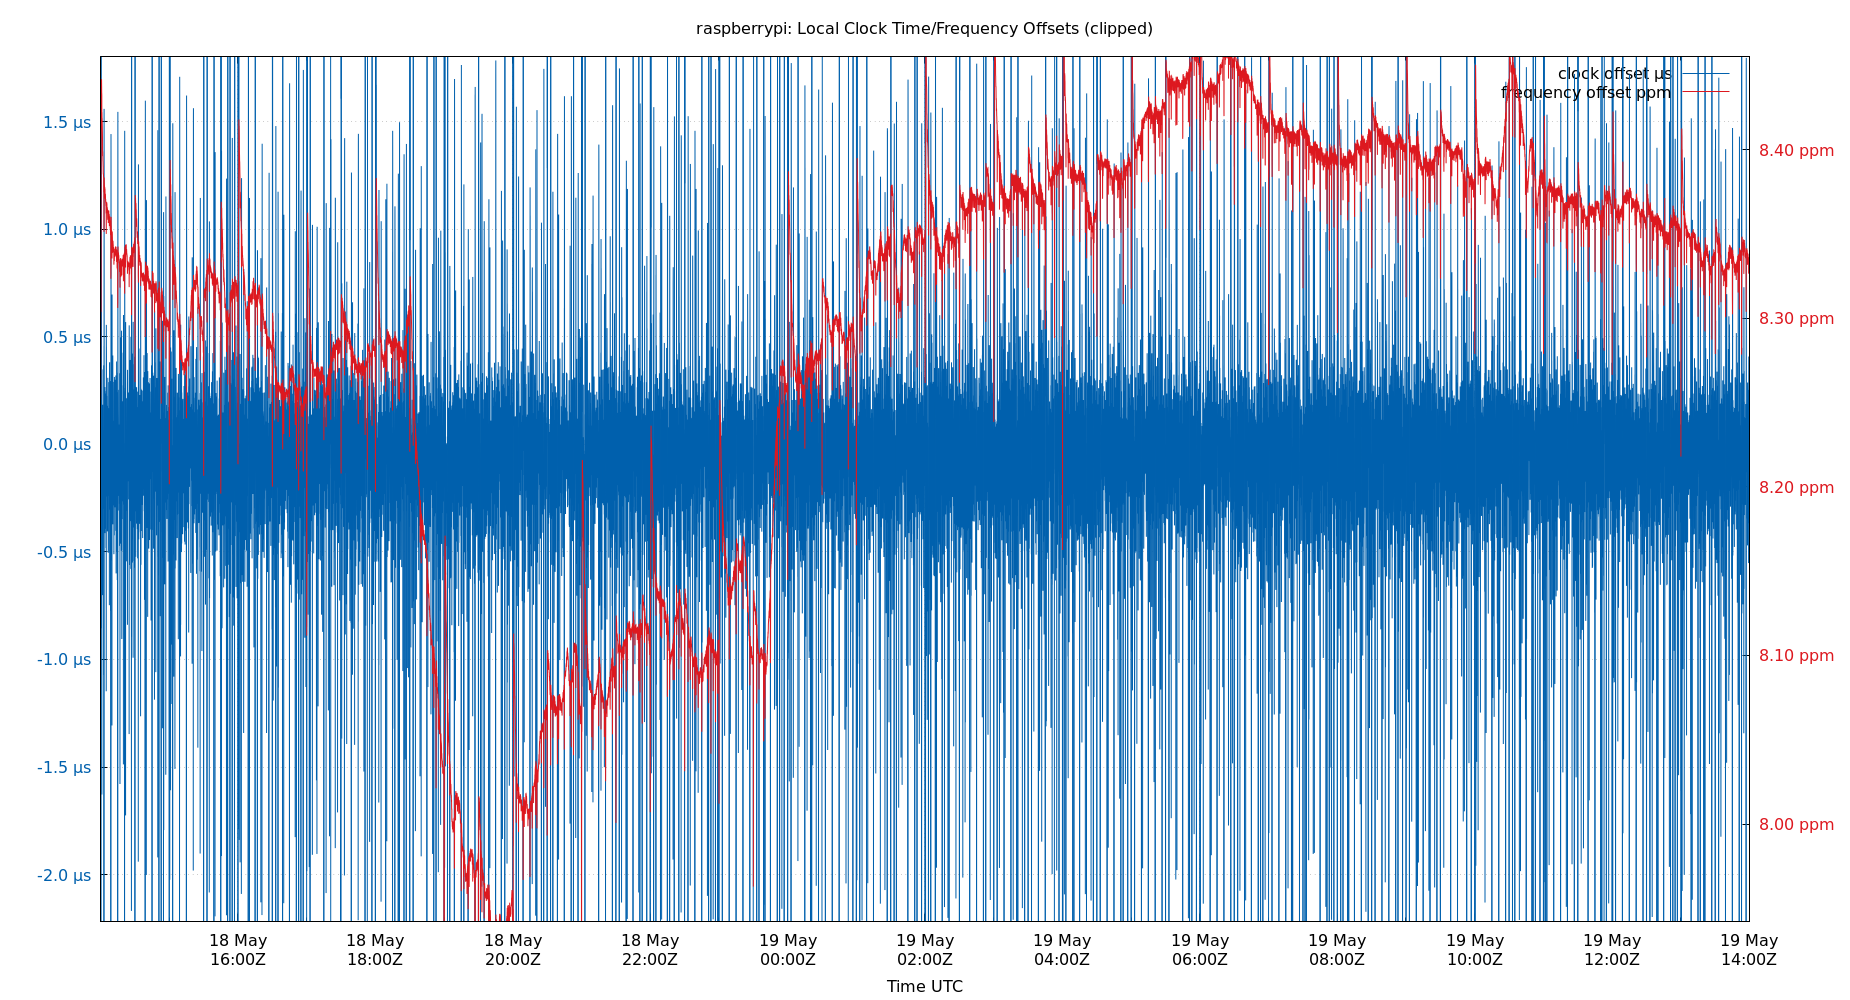 raspberrypi: Local Clock Time/Frequency Offsets (clipped)
clock offset µs
frequency offset ppm
1.5 µs
1.0 µs
0.5 µs
0.0 µs
-0.5 µs
-1.0 µs
-1.5 µs
-2.0 µs
8.40 ppm
8.30 ppm
8.20 ppm
8.10 ppm
8.00 ppm
18 May 18 May 18 May 18 May 19 May 19 May 19 May 19 May 19 May 19 May 19 May 19 May
16:00Z 18:00Z 20:00Z 22:00Z 00:00Z 02:00Z 04:00Z 06:00Z 08:00Z 10:00Z 12:00Z 14:00Z
Time UTC